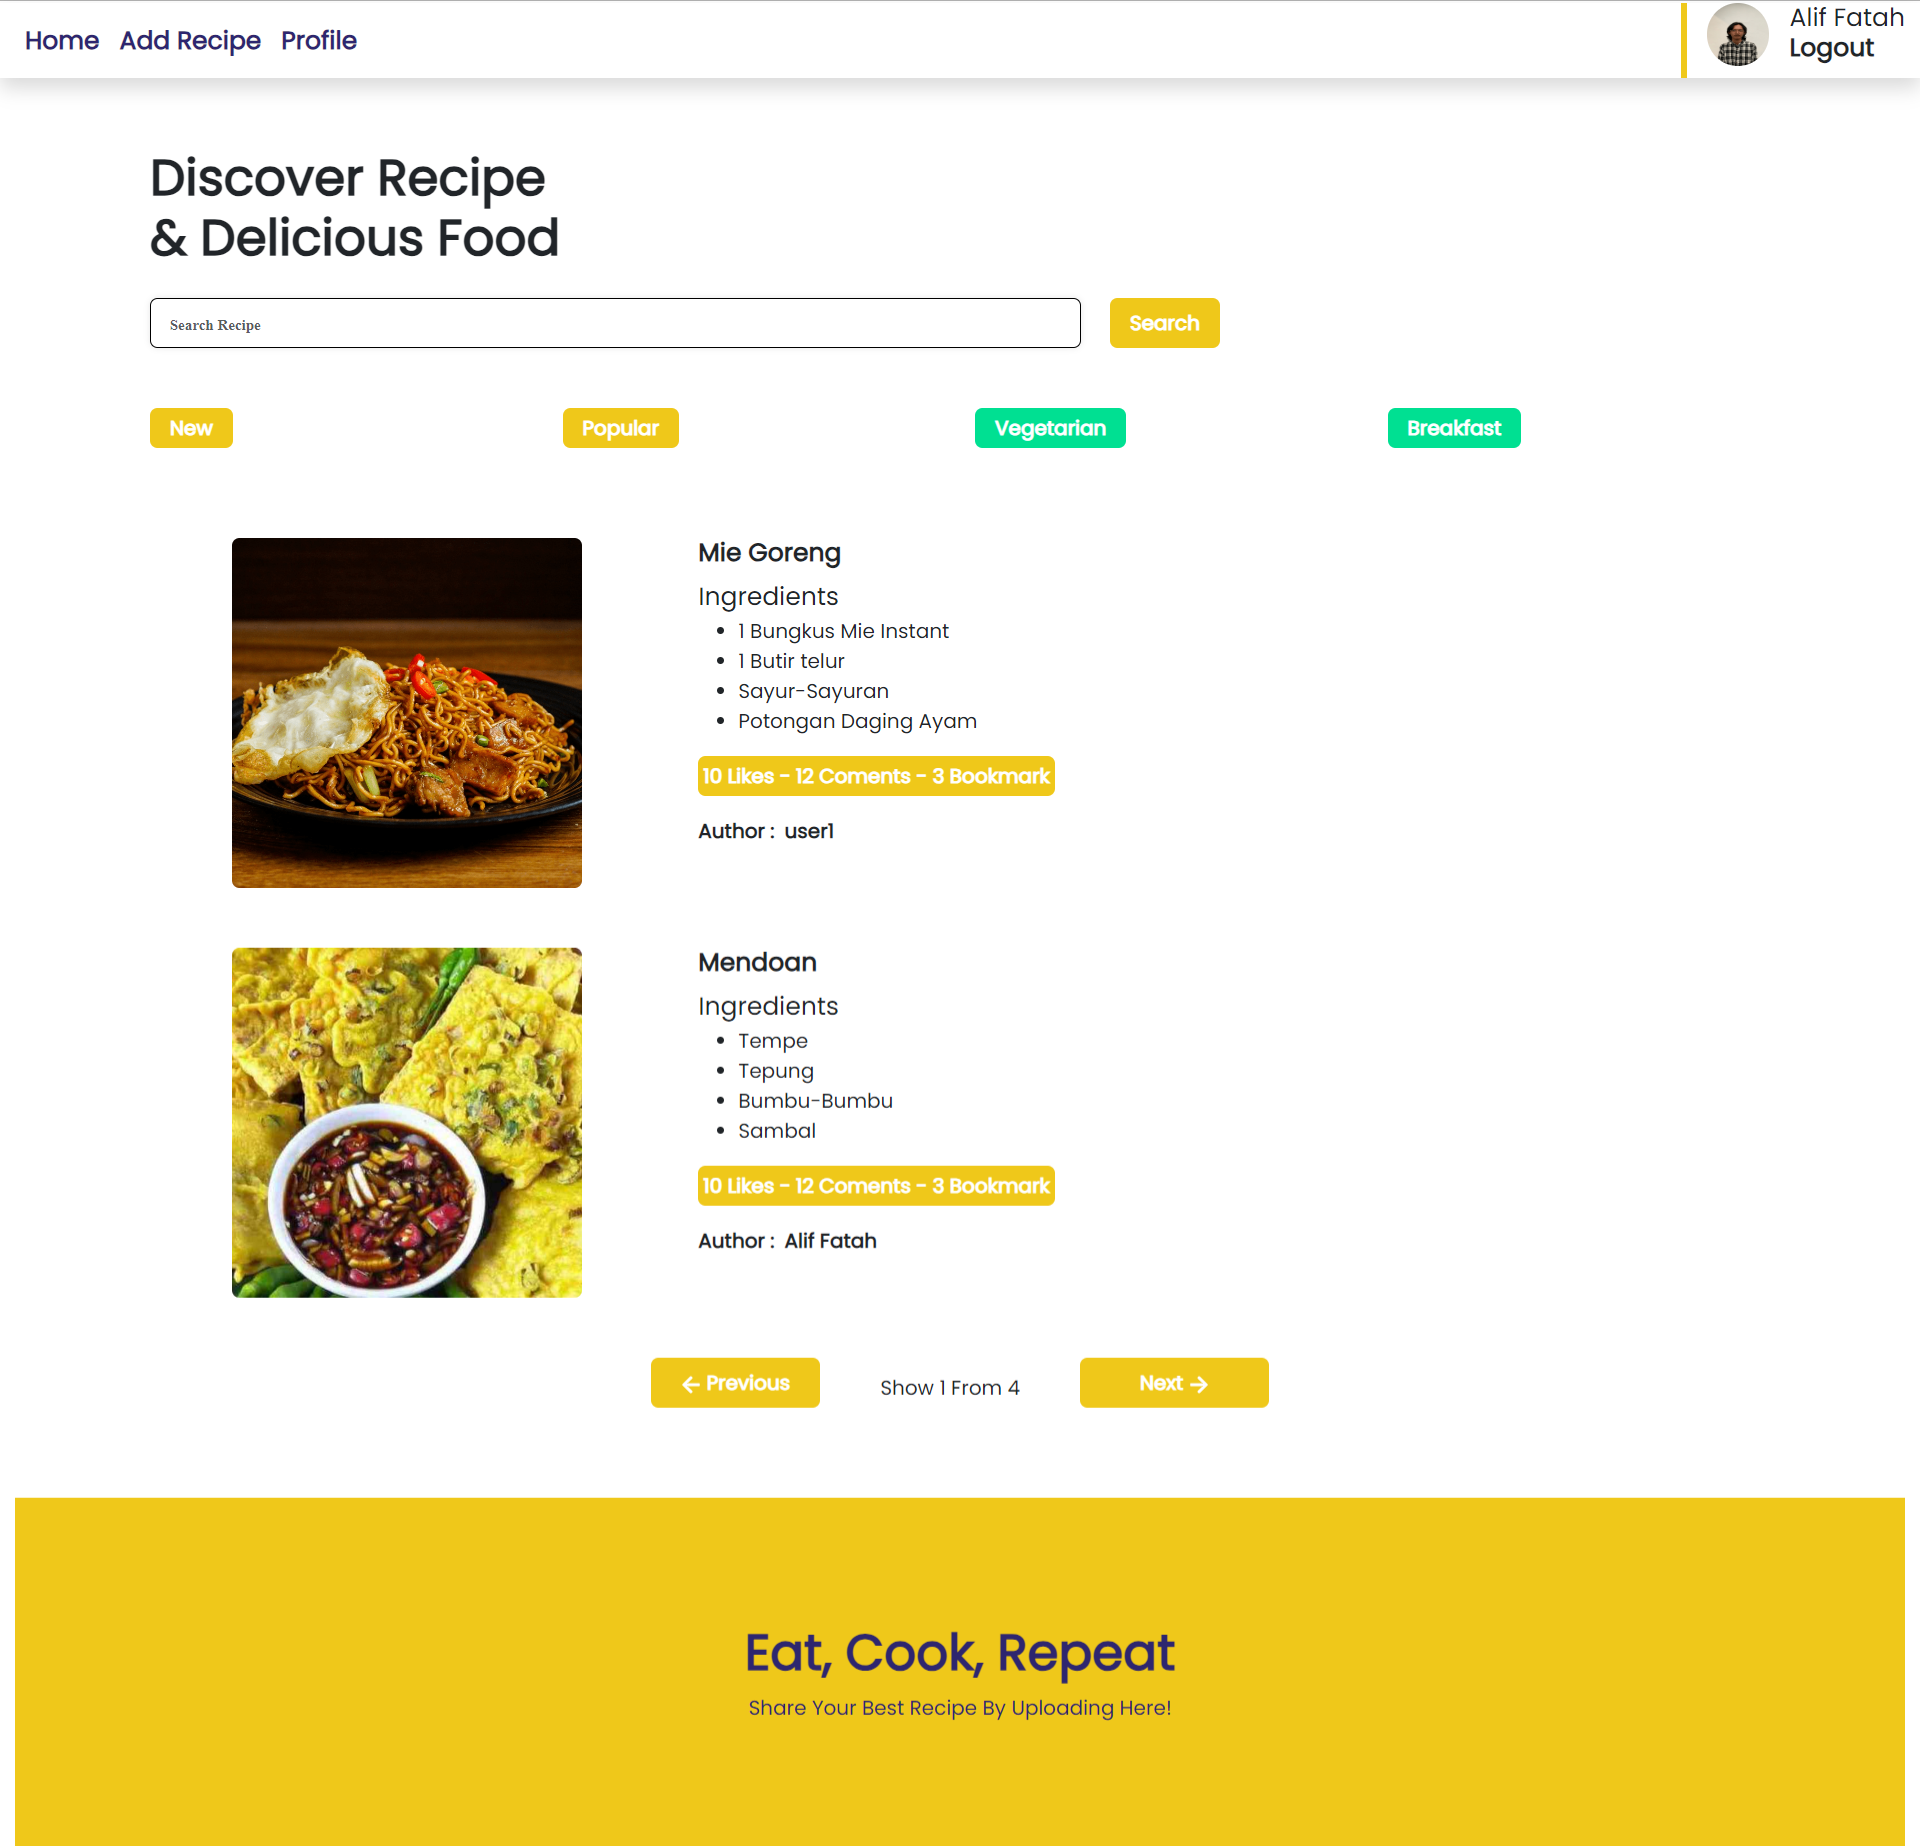 Home Add Recipe Profile
Alif Fatah
Logout
Discover Recipe
& Delicious Food
Search Recipe
Search
New
Popular
Vegetarian
Breakfast
Mie Goreng
Ingredients
1 Bungkus Mie Instant
1 Butir telur
Sayur-Sayuran
Potongan Daging Ayam
10 Likes - 12 Coments - 3 Bookmark
Author : user1
Mendoan
Ingredients
Tempe
Tepung
Bumbu-Bumbu
Sambal
10 Likes - 12 Coments - 3 Bookmark
Author : Alif Fatah
← Previous
Show 1 From 4
Next →
Eat, Cook, Repeat
Share Your Best Recipe By Uploading Here!